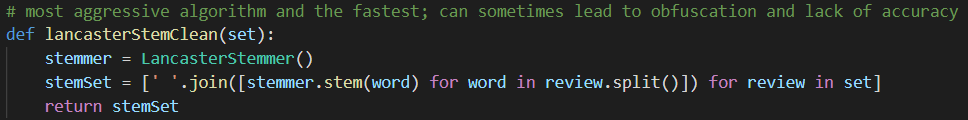 # most aggressive algorithm and the fastest; can sometimes lead to obfuscation and lack of accuracy
def lancasterStemClean(set):
    stemmer = LancasterStemmer()
    stemSet = [' '.join([stemmer.stem(word) for word in review.split()]) for review in set]
    return stemSet